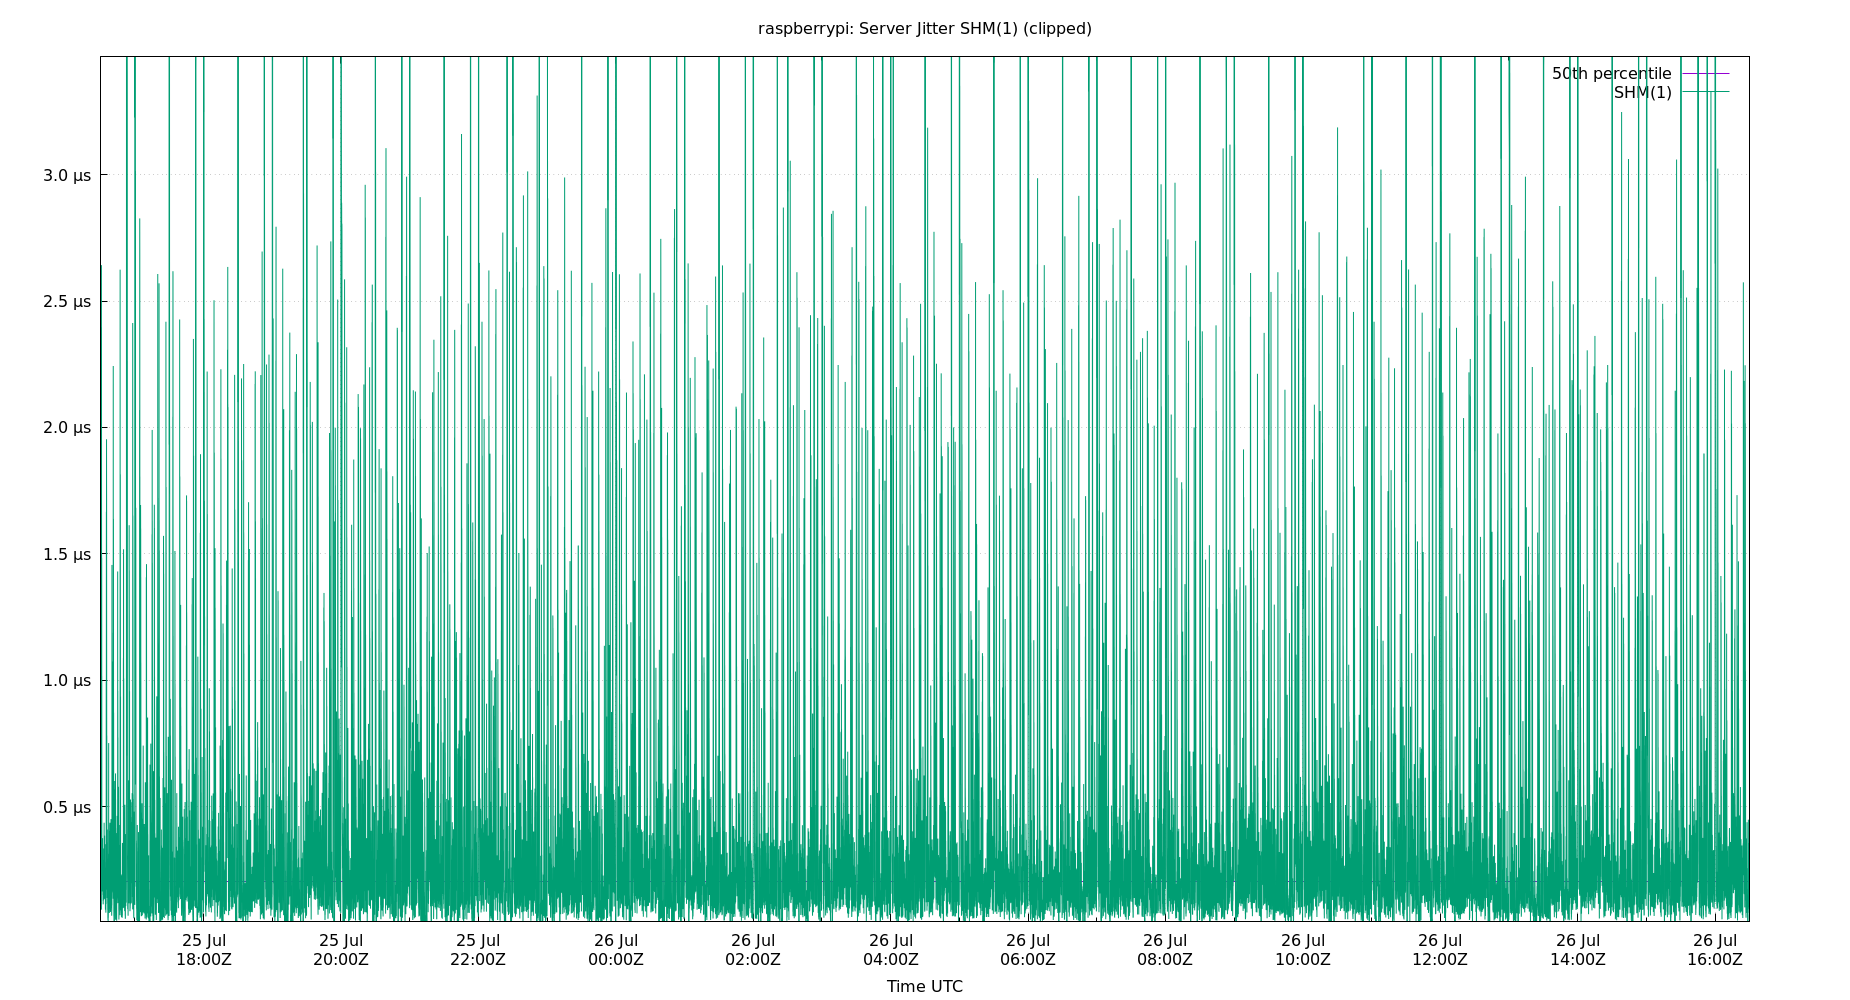 raspberrypi: Server Jitter SHM(1) (clipped)
50th percentile
SHM(1)
3.0 μs
2.5 μs
2.0 μs
1.5 μs
1.0 μs
0.5 μs
25 Jul 25 Jul 25 Jul 26 Jul 26 Jul 26 Jul 26 Jul 26 Jul 26 Jul 26 Jul 26 Jul 26 Jul
18:00Z 20:00Z 22:00Z 00:00Z 02:00Z 04:00Z 06:00Z 08:00Z 10:00Z 12:00Z 14:00Z 16:00Z
Time UTC